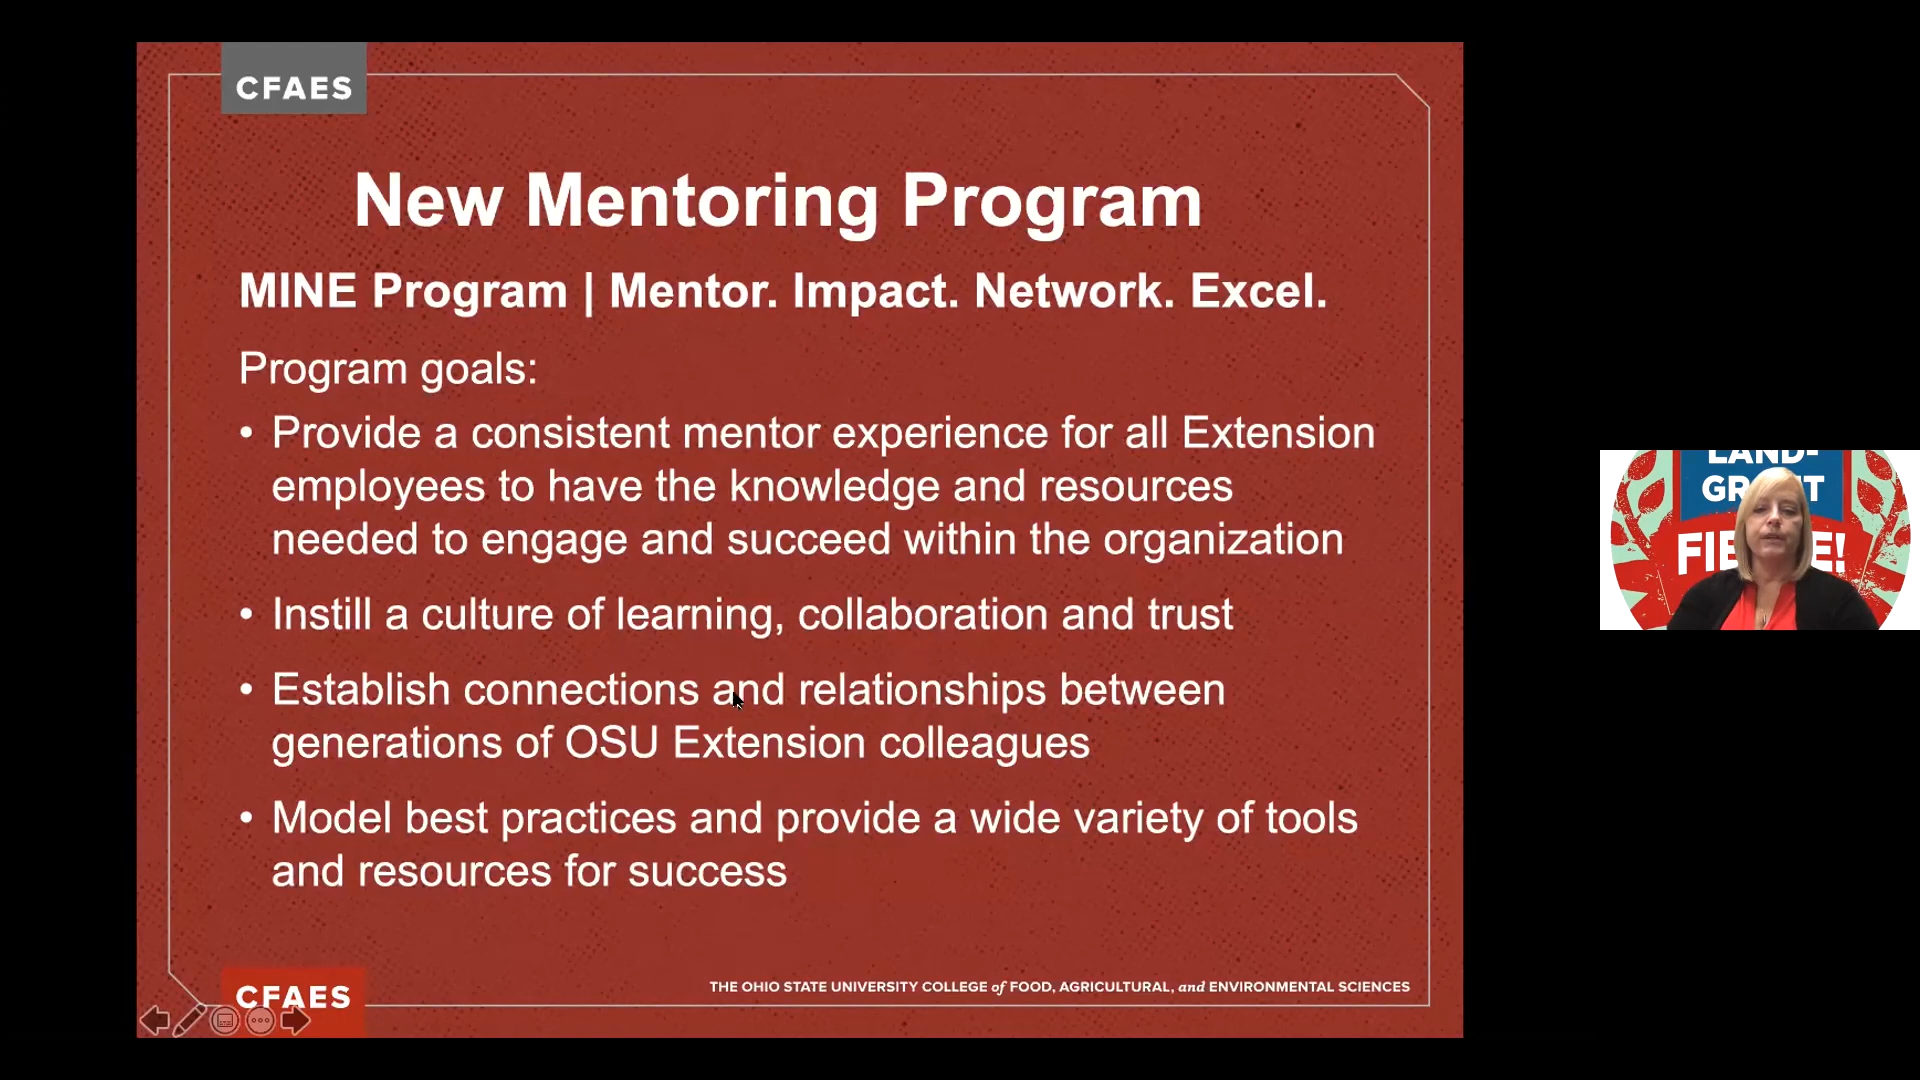 CFAES
New Mentoring Program
MINE Program | Mentor. Impact. Network. Excel.
Program goals:
• Provide a consistent mentor experience for all Extension
employees to have the knowledge and resources
needed to engage and succeed within the organization
• Instill a culture of learning, collaboration and trust
• Establish connections and relationships between
generations of OSU Extension colleagues
• Model best practices and provide a wide variety of tools
and resources for success
CFAES
THE OHIO STATE UNIVERSITY COLLEGE of FOOD, AGRICULTURAL, and ENVIRONMENTAL SCIENCES
LAND-